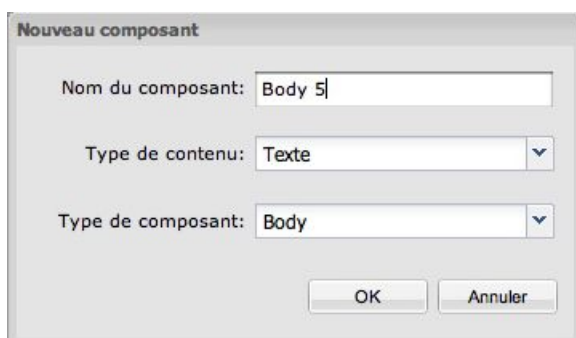 Nouveau composant
Nom du composant: Body 5
Type de contenu: Texte
Type de composant: Body
OK Annuler